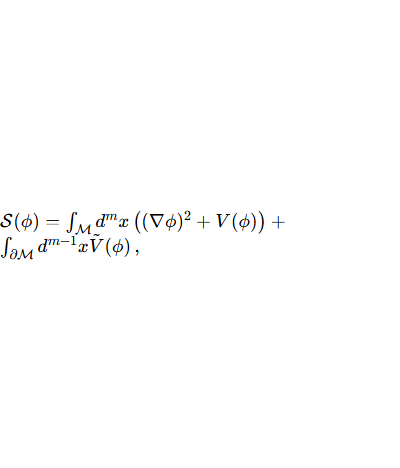 𝒮(ϕ) = ∫_ℳ d^m x ((∇ϕ)² + V(ϕ)) +
∫_∂ℳ d^{m−1} x Ṽ(ϕ) ,